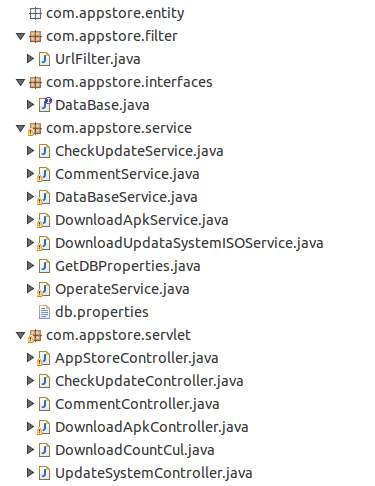 com.appstore.entity
com.appstore.filter
UrlFilter.java
com.appstore.interfaces
DataBase.java
com.appstore.service
CheckUpdateService.java
CommentService.java
DataBaseService.java
DownloadApkService.java
DownloadUpdataSystemISOService.java
GetDBProperties.java
OperateService.java
db.properties
com.appstore.servlet
AppStoreController.java
CheckUpdateController.java
CommentController.java
DownloadApkController.java
DownloadCountCul.java
UpdateSystemController.java